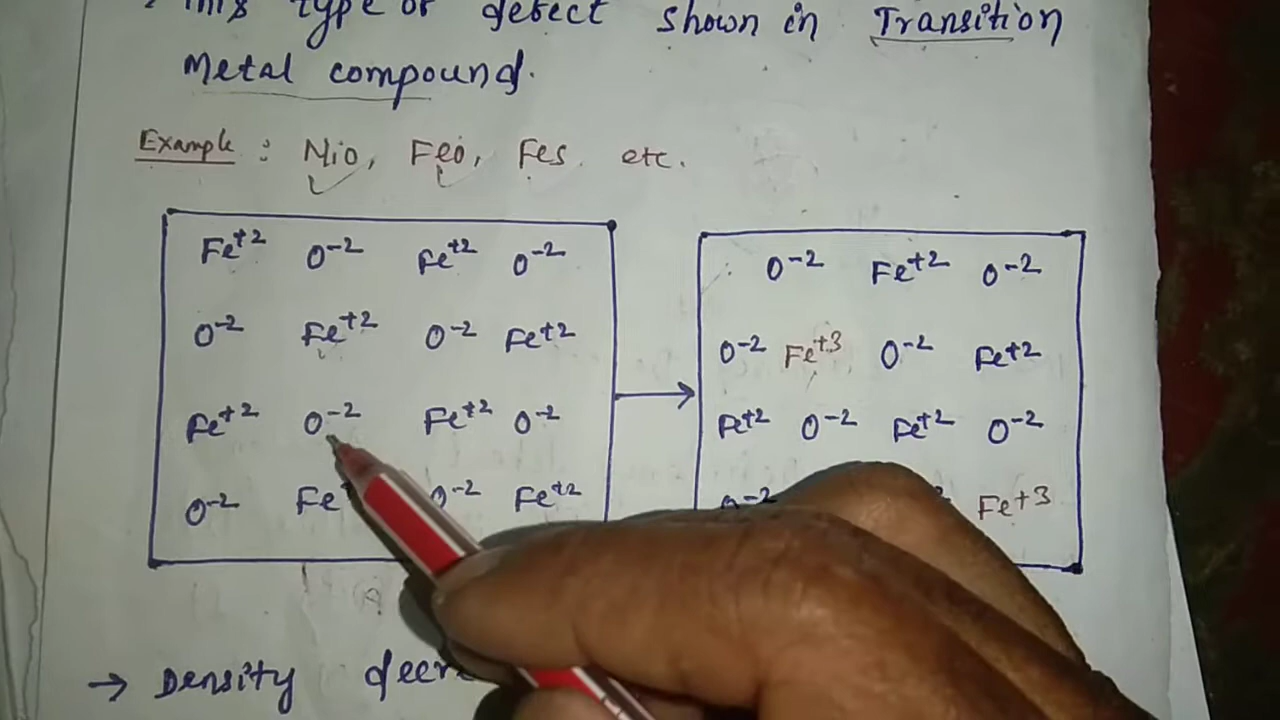 This type of defect shown in Transition
Metal compound.
Example : Nio, Feo, Fes. etc.
Fe+2 O-2 Fe+2 O-2
O-2 Fe+2 O-2 Fe+2
Fe+2 O-2 Fe+2 O-2
O-2 Fe O-2 Fe+2
O-2 Fe+2 O-2
O-2 Fe+3 O-2 Fe+2
Fe+2 O-2 Fe+2 O-2
O-2 Fe+3
→ Density